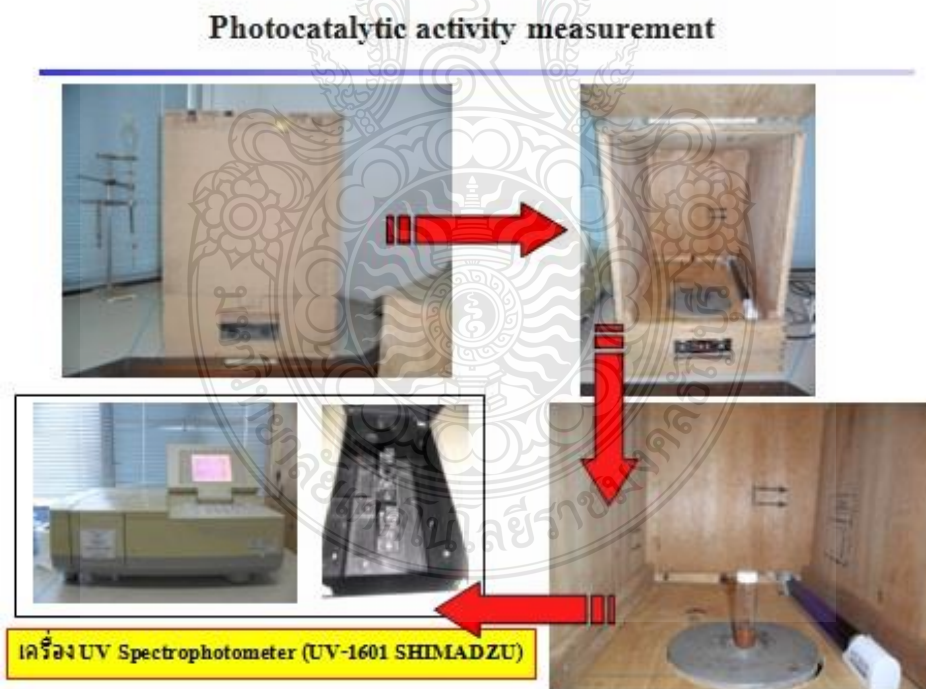 Photocatalytic activity measurement
เครื่อง UV Spectrophotometer (UV-1601 SHIMADZU)